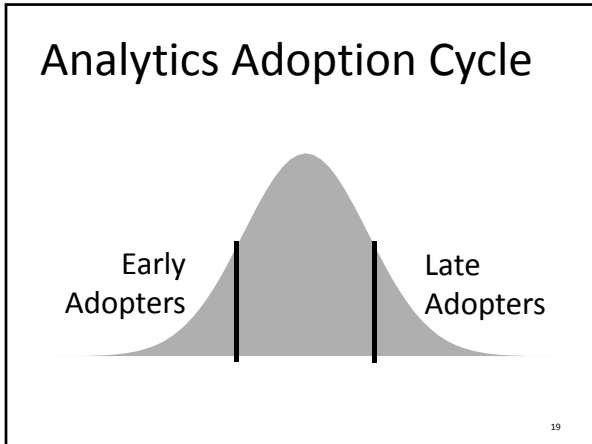 Analytics Adoption Cycle
Early
Adopters
Late
Adopters
19